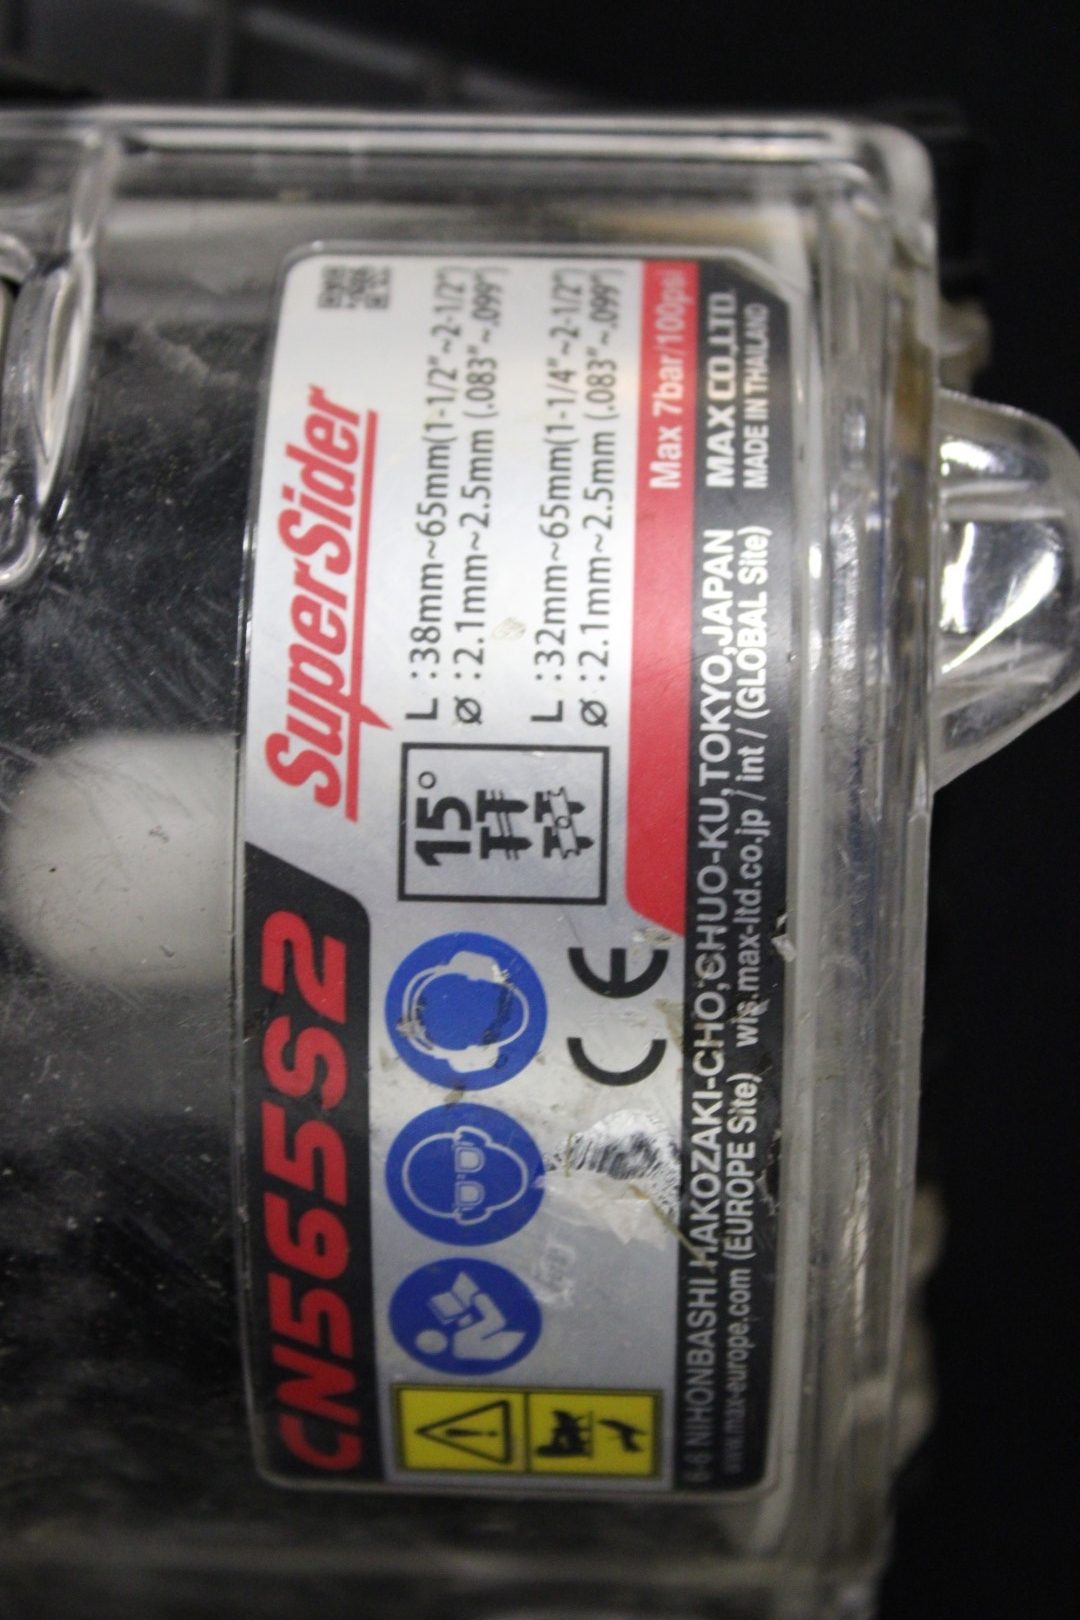 CN565S2
SuperSider
15°
L :38mm~65mm(1-1/2"~2-1/2")
ø :2.1mm~2.5mm (.083"~.099")
L :32mm~65mm(1-1/4"~2-1/2")
ø :2.1mm~2.5mm (.083"~.099")
CE
Max 7bar/100psi
MAX CO.,LTD.
6-6 NIHONBASHI HAKOZAKI-CHO,CHUO-KU,TOKYO,JAPAN
MADE IN THAILAND
www.max-europe.com (EUROPE Site) wis.max-ltd.co.jp / int / (GLOBAL Site)